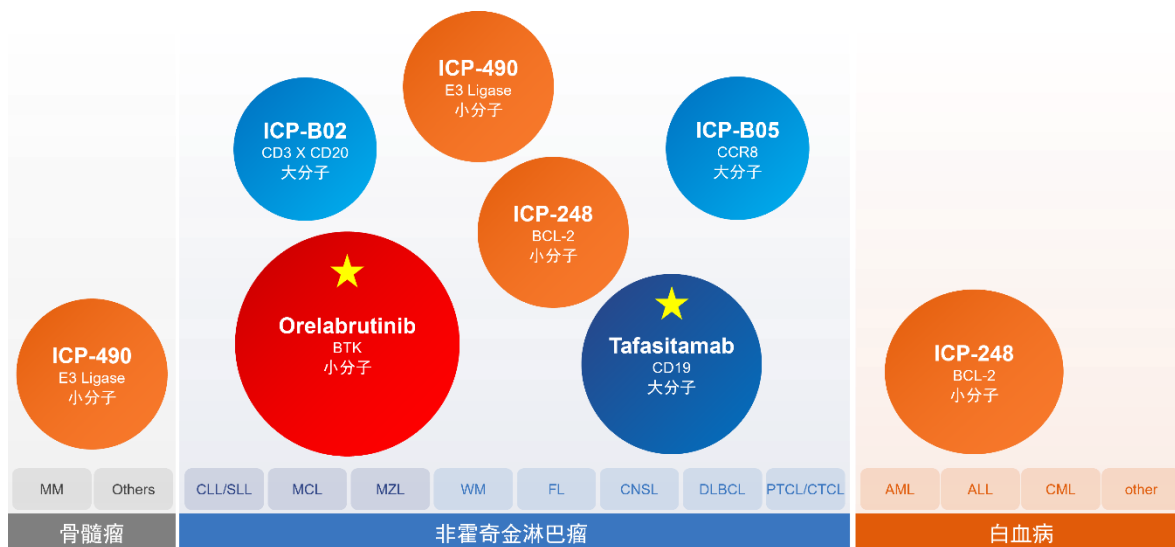 ICP-490
E3 Ligase
小分子
ICP-B02
CD3 X CD20
大分子
ICP-B05
CCR8
大分子
ICP-248
BCL-2
小分子
Orelabrutinib
BTK
小分子
Tafasitamab
CD19
大分子
ICP-490
E3 Ligase
小分子
ICP-248
BCL-2
小分子
MM Others CLL/SLL MCL MZL WM FL CNSL DLBCL PTCL/CTCL AML ALL CML other
骨髓瘤 非霍奇金淋巴瘤 白血病